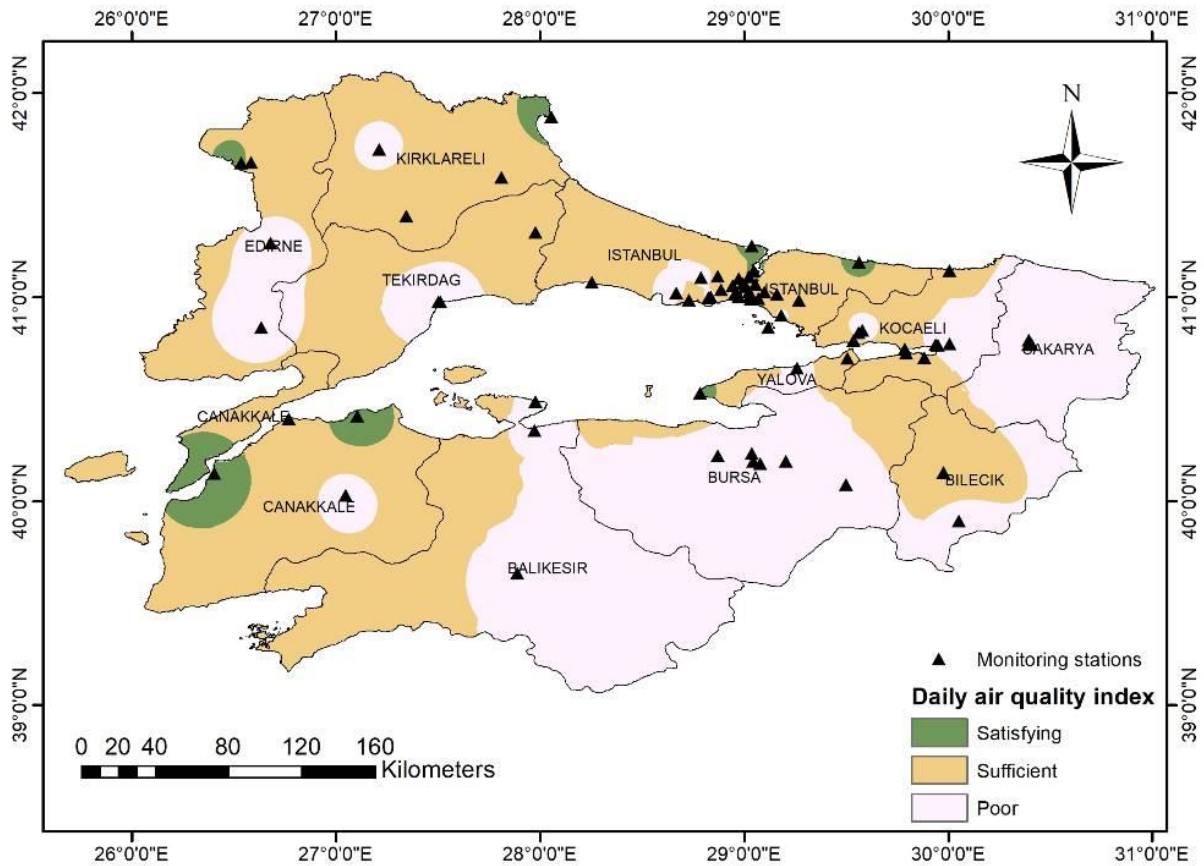 26°0'0"E 27°0'0"E 28°0'0"E 29°0'0"E 30°0'0"E 31°0'0"E
42°0'0"N 42°0'0"N
N
KIRKLARELI
EDIRNE
ISTANBUL
TEKIRDAG
ISTANBUL
41°0'0"N 41°0'0"N
KOCAELI
SAKARYA
YALOVA
CANAKKALE
BURSA
BILECIK
CANAKKALE
40°0'0"N 40°0'0"N
BALIKESIR
Monitoring stations
39°0'0"N 39°0'0"N
Daily air quality index
Satisfying
0 20 40 80 120 160
Kilometers
Sufficient
Poor
26°0'0"E 27°0'0"E 28°0'0"E 29°0'0"E 30°0'0"E 31°0'0"E